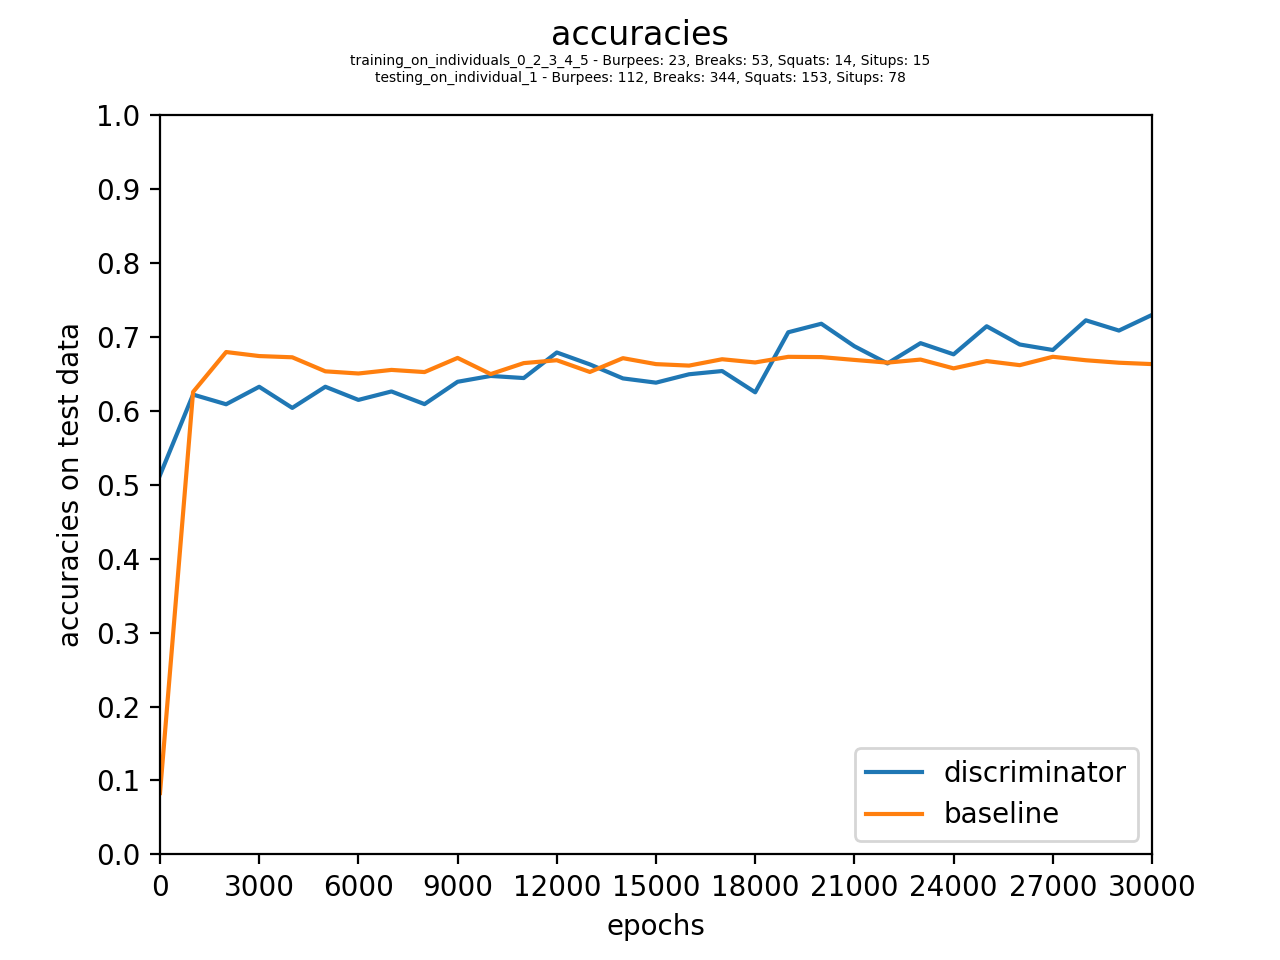 accuracies
training_on_individuals_0_2_3_4_5 - Burpees: 23, Breaks: 53, Squats: 14, Situps: 15
testing_on_individual_1 - Burpees: 112, Breaks: 344, Squats: 153, Situps: 78
1.0
0.9
0.8
0.7
0.6
0.5
0.4
0.3
0.2
0.1
0.0
accuracies on test data
discriminator
baseline
0 3000 6000 9000 12000 15000 18000 21000 24000 27000 30000
epochs